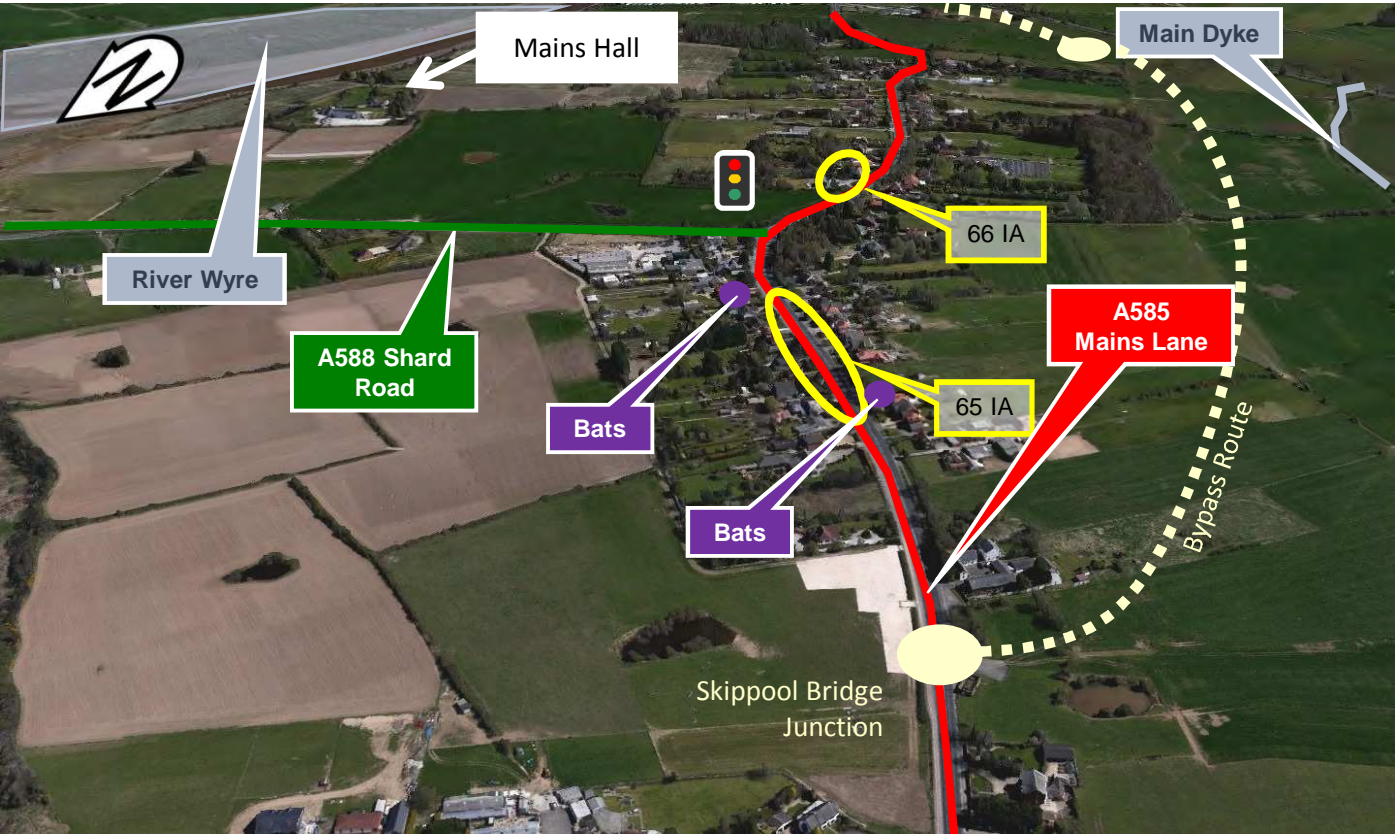 Mains Hall
Main Dyke
N
66 IA
River Wyre
A585
Mains Lane
A588 Shard
Road
65 IA
Bats
Bats
Bypass Route
Skippool Bridge
Junction